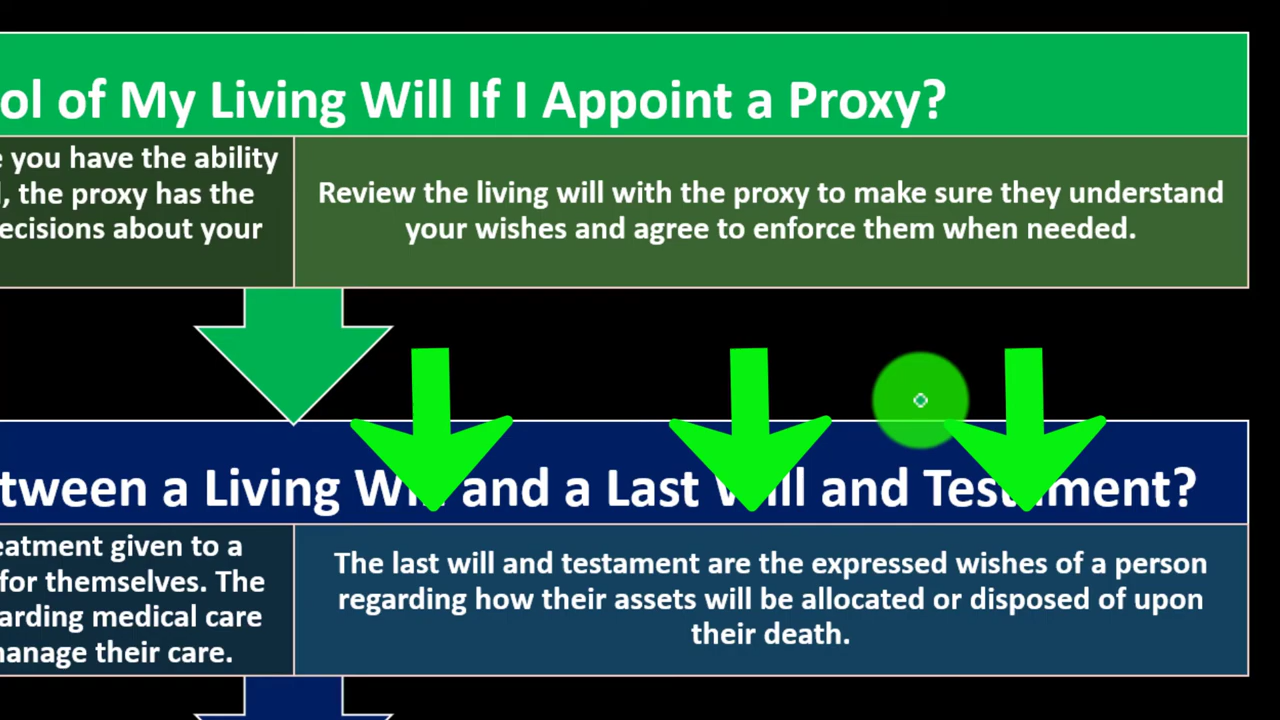 ol of My Living Will If I Appoint a Proxy?
you have the ability
, the proxy has the
ecisions about your
Review the living will with the proxy to make sure they understand
your wishes and agree to enforce them when needed.
tween a Living Will and a Last Will and Testament?
eatment given to a
for themselves. The
arding medical care
nanage their care.
The last will and testament are the expressed wishes of a person
regarding how their assets will be allocated or disposed of upon
their death.